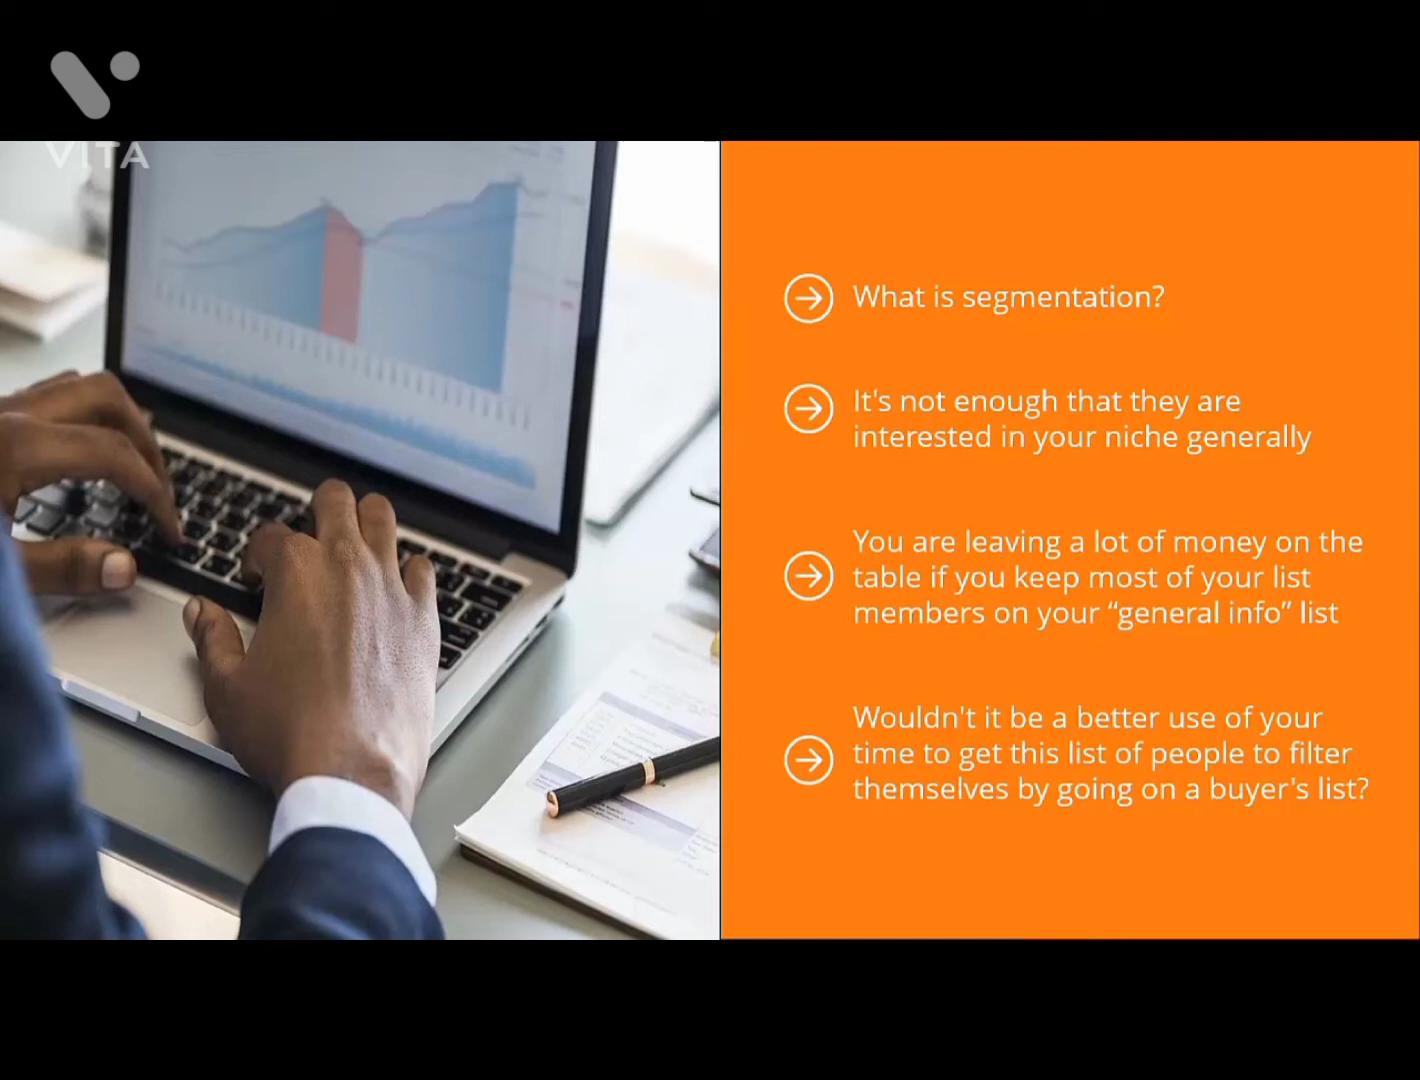 VITA
What is segmentation?
It's not enough that they are
interested in your niche generally
You are leaving a lot of money on the
table if you keep most of your list
members on your “general info” list
Wouldn't it be a better use of your
time to get this list of people to filter
themselves by going on a buyer's list?